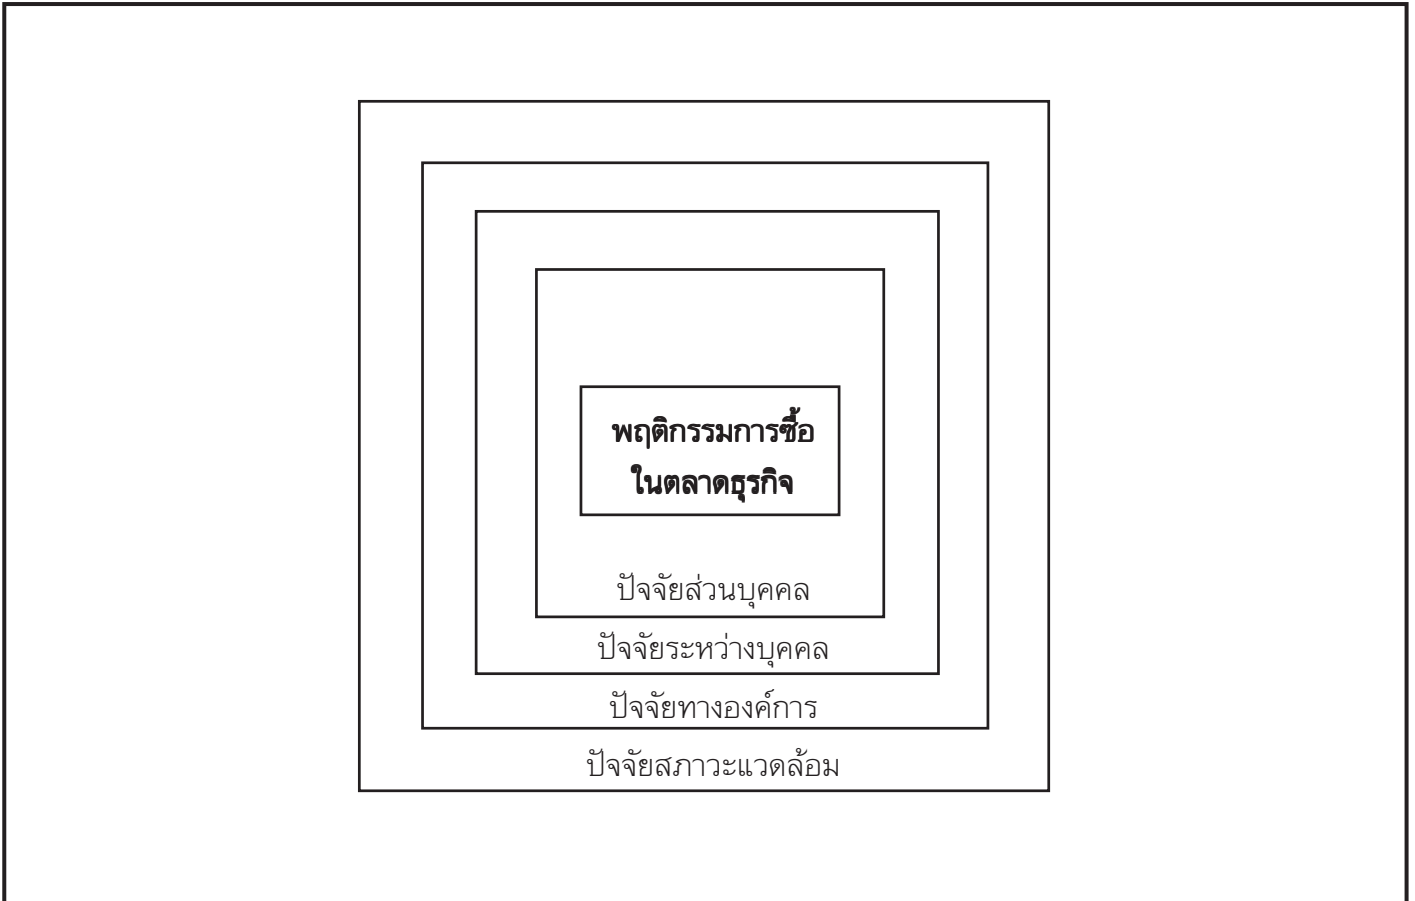 พฤติกรรมการซื้อ
ในตลาดธุรกิจ
ปัจจัยส่วนบุคคล
ปัจจัยระหว่างบุคคล
ปัจจัยทางองค์การ
ปัจจัยสภาวะแวดล้อม